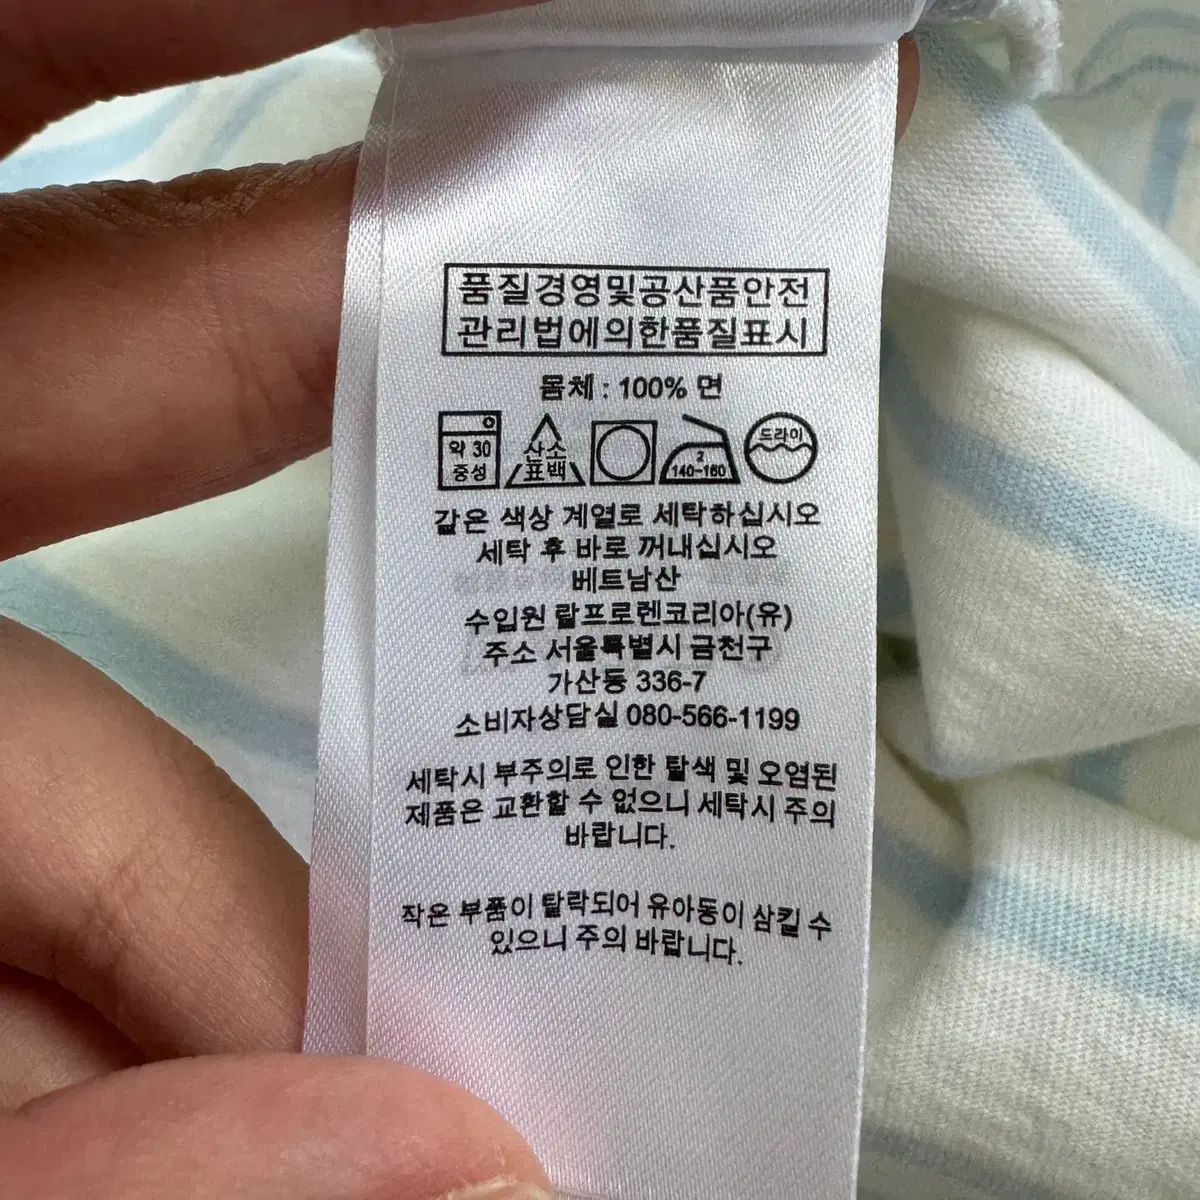 품질경영및공산품안전
관리법에의한품질표시
몸체 : 100% 면
약 30
중성
산소
표백
2
140-160
드라이
같은 색상 계열로 세탁하십시오
세탁 후 바로 꺼내십시오
베트남산
수입원 랄프로렌코리아(유)
주소 서울특별시 금천구
가산동 336-7
소비자상담실 080-566-1199
세탁시 부주의로 인한 탈색 및 오염된
제품은 교환할 수 없으니 세탁시 주의
바랍니다.
작은 부품이 탈락되어 유아동이 삼킬 수
있으니 주의 바랍니다.